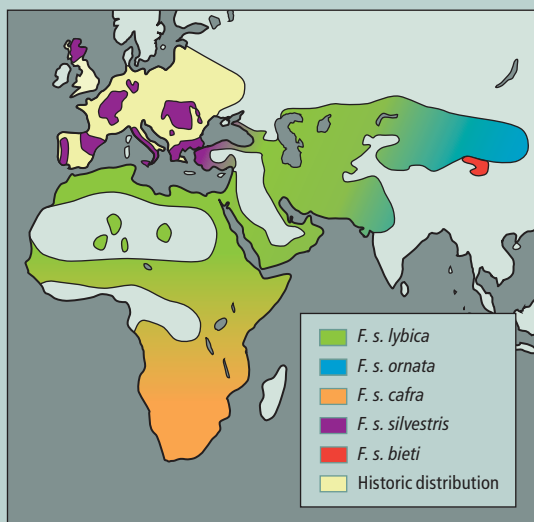 F. s. lybica
F. s. ornata
F. s. cafra
F. s. silvestris
F. s. bieti
Historic distribution